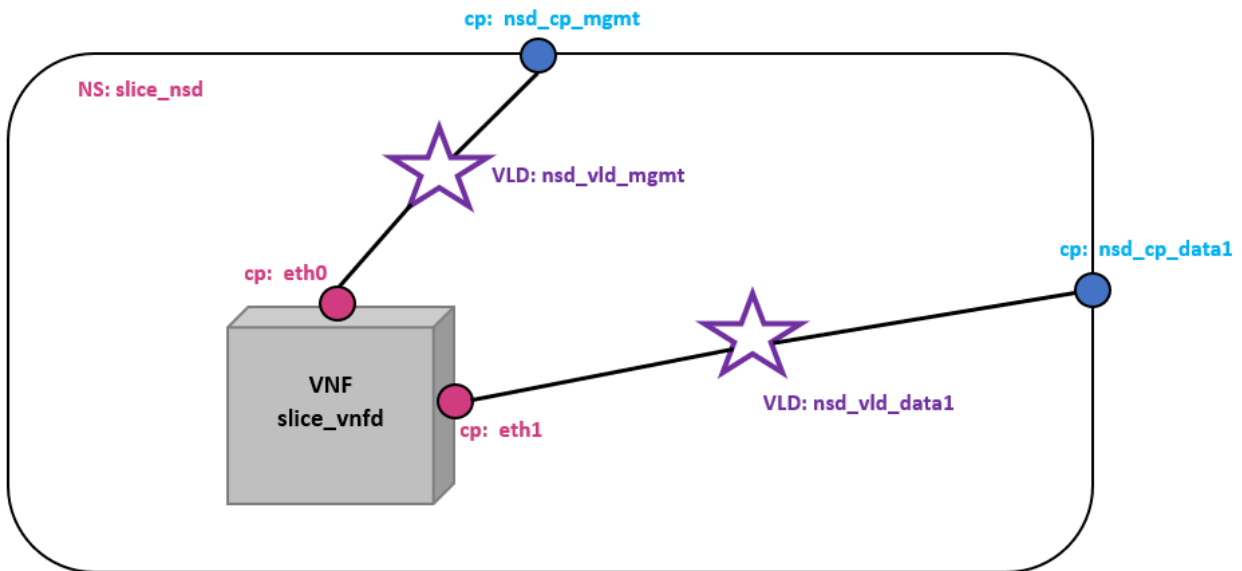 cp: nsd_cp_mgmt
NS: slice_nsd
VLD: nsd_vld_mgmt
cp: nsd_cp_data1
cp: eth0
VNF
slice_vnfd
VLD: nsd_vld_data1
cp: eth1